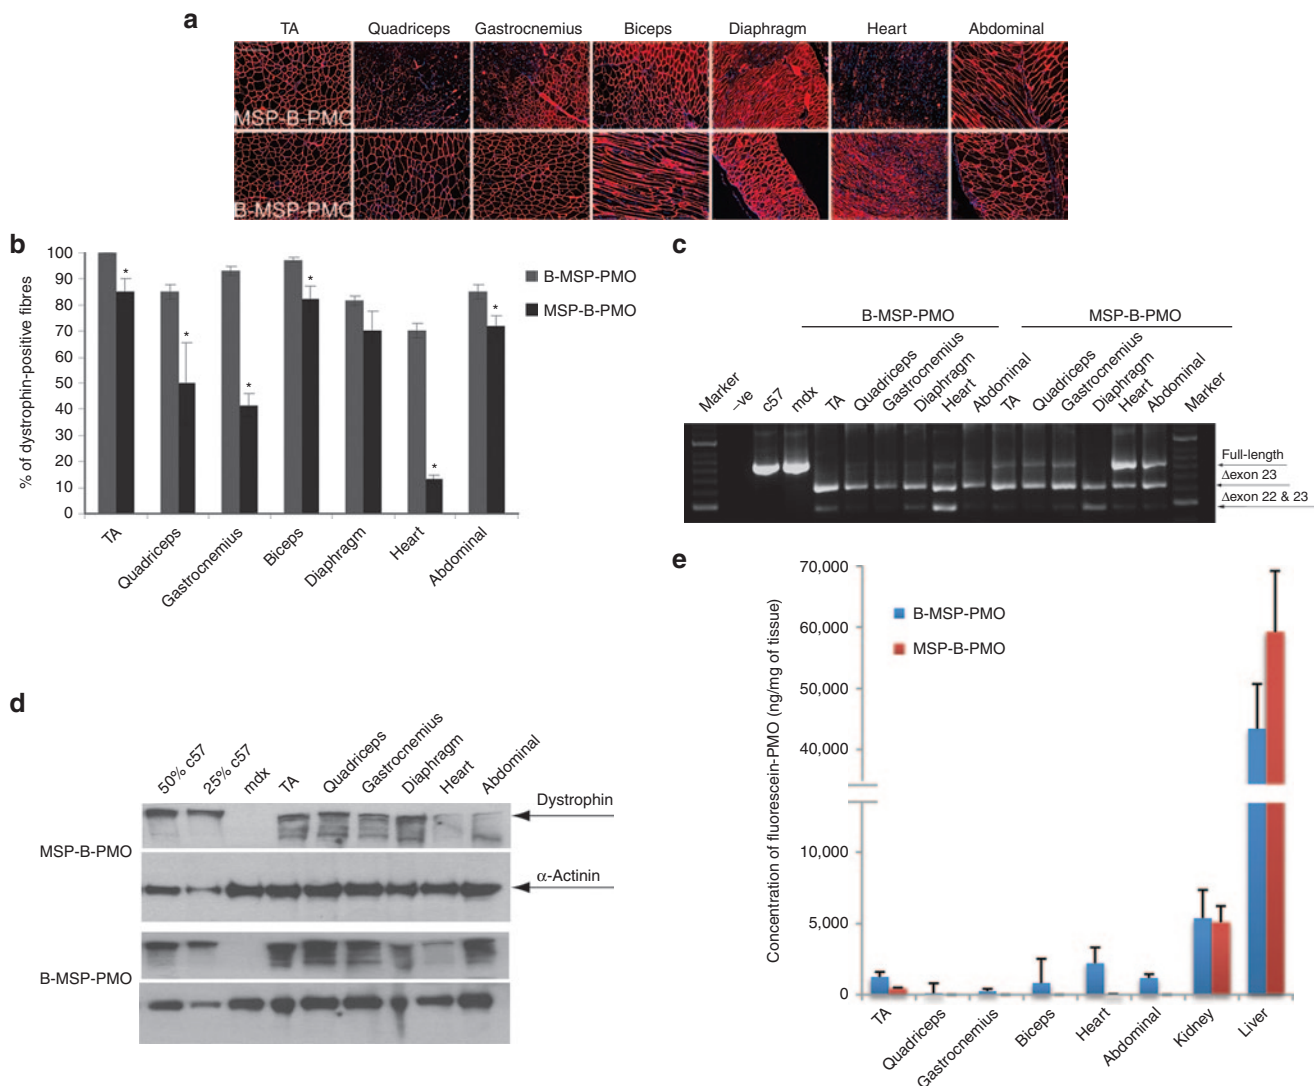 a
TA Quadriceps Gastrocnemius Biceps Diaphragm Heart Abdominal
MSP-B-PMO
B-MSP-PMO
b
% of dystrophin-positive fibres
100
90
80
70
60
50
40
30
20
10
0
* * * * * *
TA Quadriceps Gastrocnemius Biceps Diaphragm Heart Abdominal
B-MSP-PMO
MSP-B-PMO
c
B-MSP-PMO MSP-B-PMO
Marker –ve c57 mdx TA Quadriceps Gastrocnemius Diaphragm Heart Abdominal TA Quadriceps Gastrocnemius Diaphragm Heart Abdominal Marker
Full-length
Δexon 23
Δexon 22 & 23
d
50% c57 25% c57 mdx TA Quadriceps Gastrocnemius Diaphragm Heart Abdominal
Dystrophin
MSP-B-PMO
α-Actinin
B-MSP-PMO
e
Concentration of fluorescein-PMO (ng/mg of tissue)
70,000
60,000
50,000
40,000
10,000
5,000
0
B-MSP-PMO
MSP-B-PMO
TA Quadriceps Gastrocnemius Biceps Heart Abdominal Kidney Liver